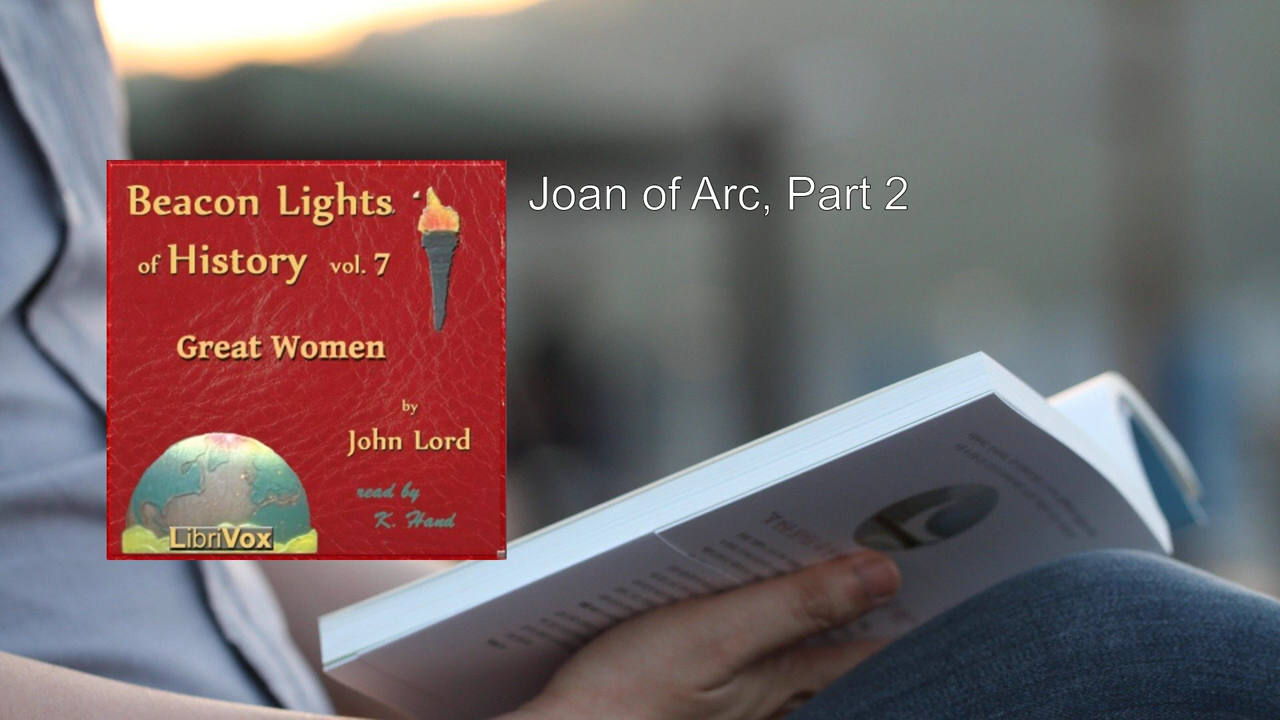 Beacon Lights
of History vol. 7
Great Women
by
John Lord
read by
K. Hand
LibriVox
Joan of Arc, Part 2